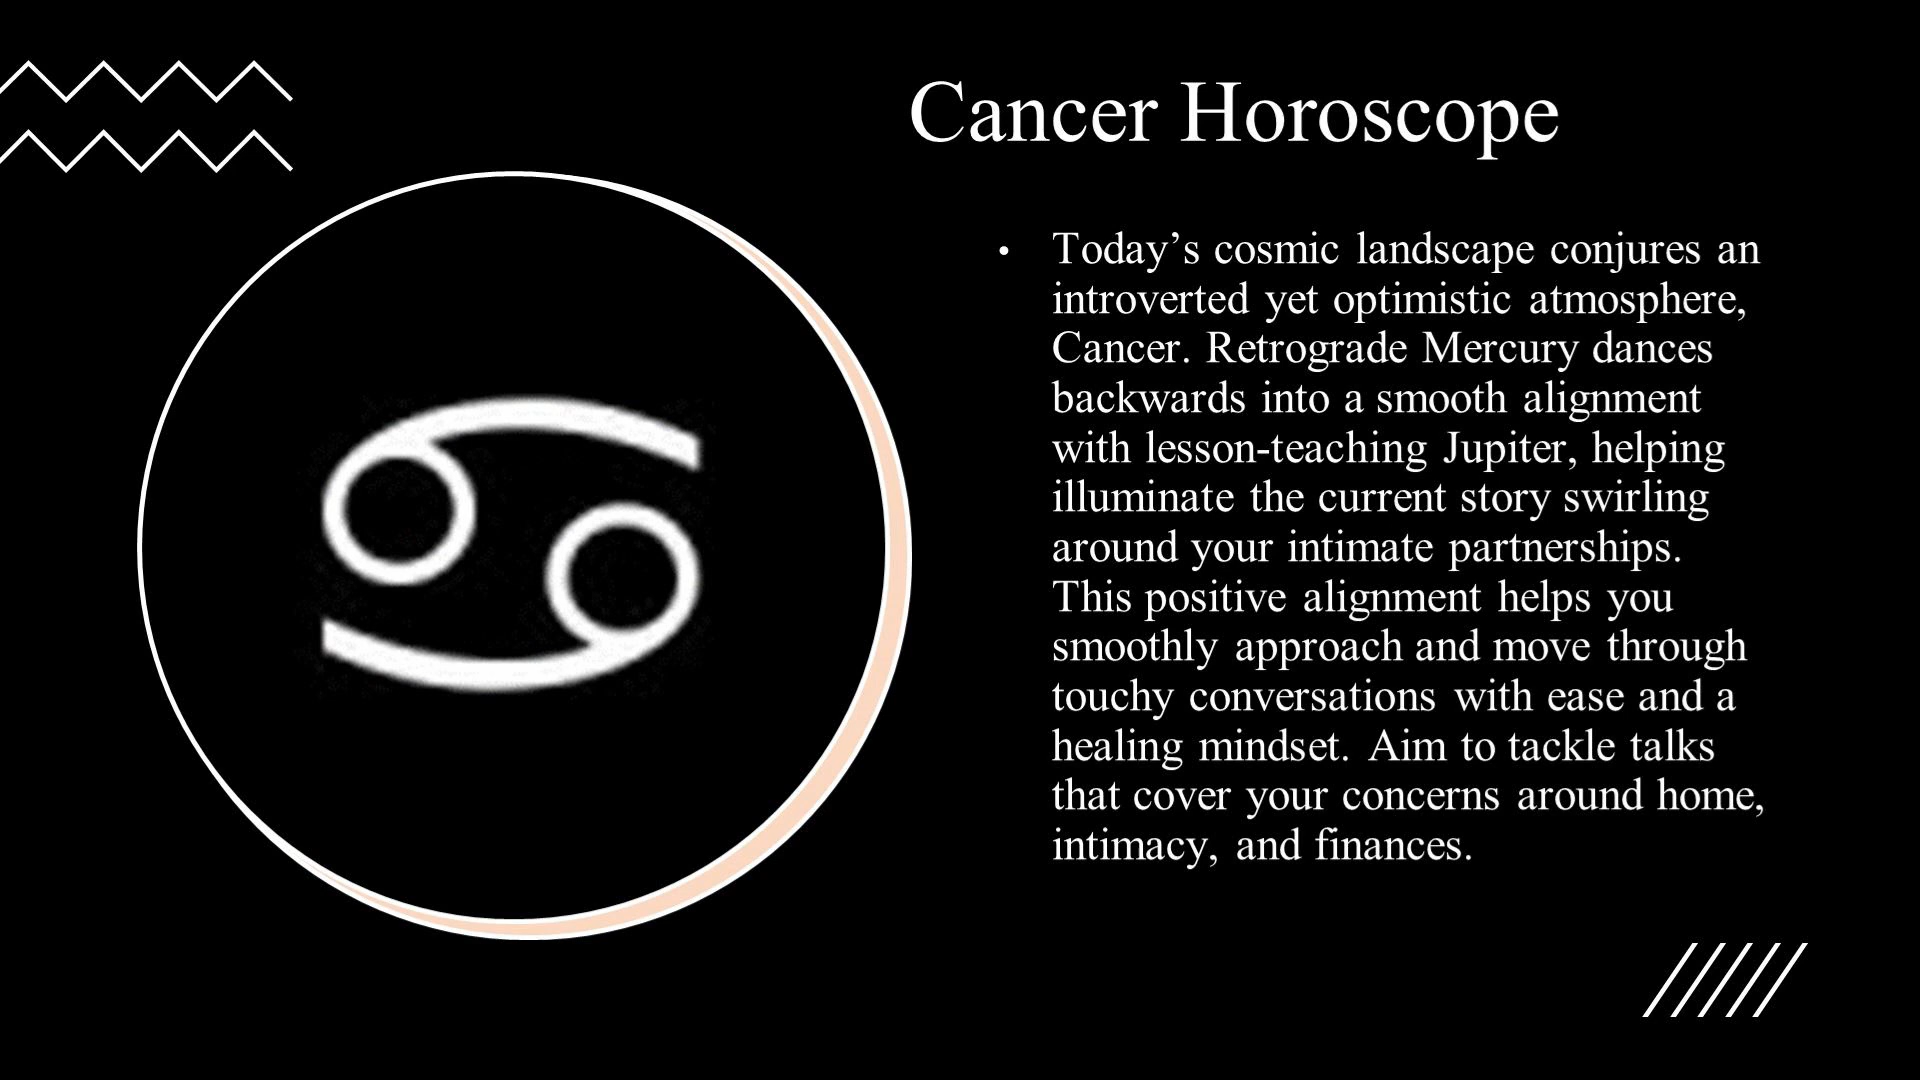 Cancer Horoscope
• Today’s cosmic landscape conjures an
introverted yet optimistic atmosphere,
Cancer. Retrograde Mercury dances
backwards into a smooth alignment
with lesson-teaching Jupiter, helping
illuminate the current story swirling
around your intimate partnerships.
This positive alignment helps you
smoothly approach and move through
touchy conversations with ease and a
healing mindset. Aim to tackle talks
that cover your concerns around home,
intimacy, and finances.